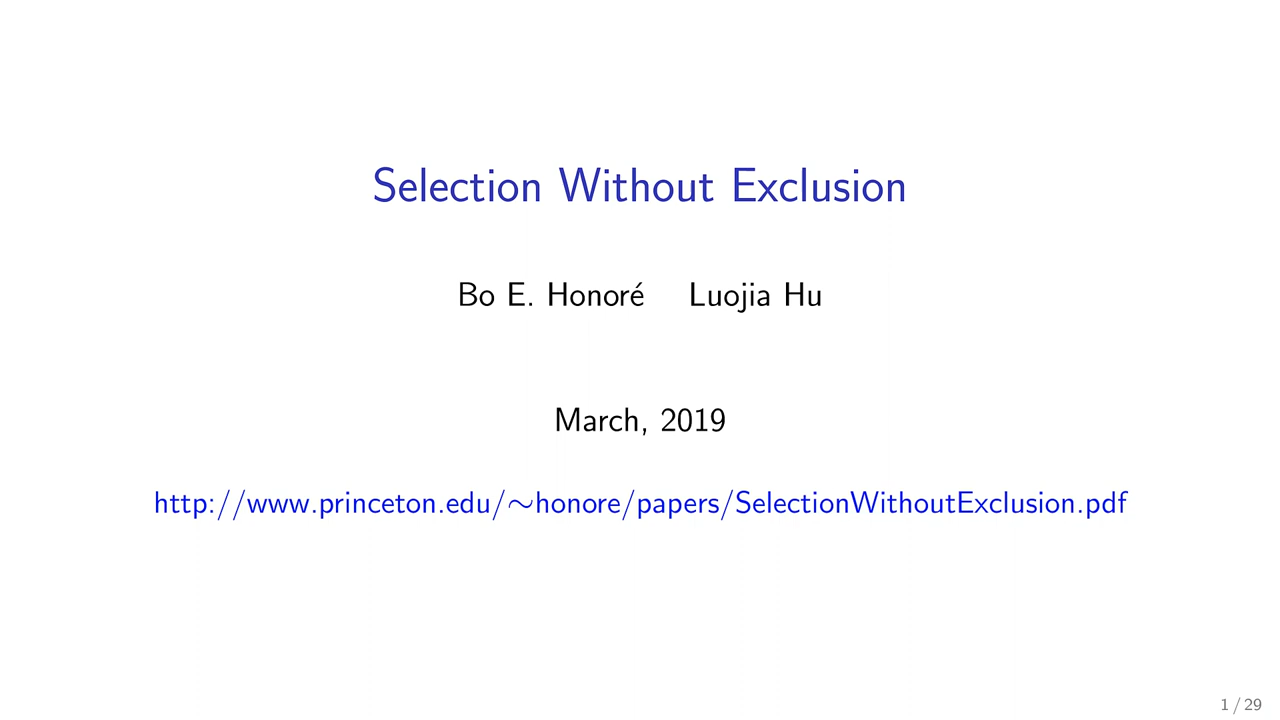 Selection Without Exclusion
Bo E. Honoré Luojia Hu
March, 2019
http://www.princeton.edu/∼honore/papers/SelectionWithoutExclusion.pdf
1 / 29